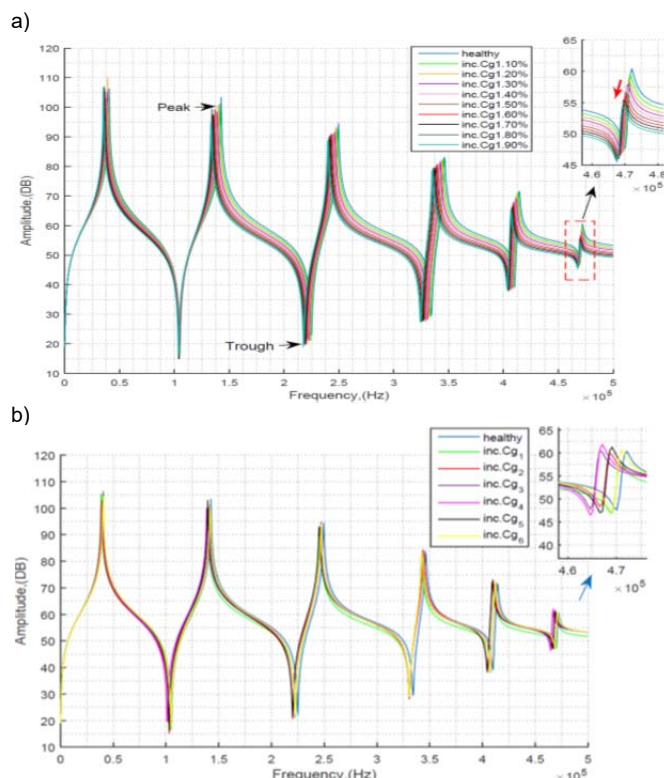 a)
120
110
100
90
80
70
60
50
40
30
20
10
Amplitude,(DB)
Peak
Trough
healthy
inc.Cg1.10%
inc.Cg1.20%
inc.Cg1.30%
inc.Cg1.40%
inc.Cg1.50%
inc.Cg1.60%
inc.Cg1.70%
inc.Cg1.80%
inc.Cg1.90%
65
60
55
50
45
4.6 4.7 4.8
× 10⁵
0 0.5 1 1.5 2 2.5 3 3.5 4 4.5 5
Frequency,(Hz)
× 10⁵
b)
120
110
100
90
80
70
60
50
40
30
20
10
Amplitude,(DB)
healthy
inc.Cg₁
inc.Cg₂
inc.Cg₃
inc.Cg₄
inc.Cg₅
inc.Cg₆
65
60
55
50
45
40
4.6 4.7
× 10⁵
0 0.5 1 1.5 2 2.5 3 3.5 4 4.5 5
Frequency,(Hz)
× 10⁵